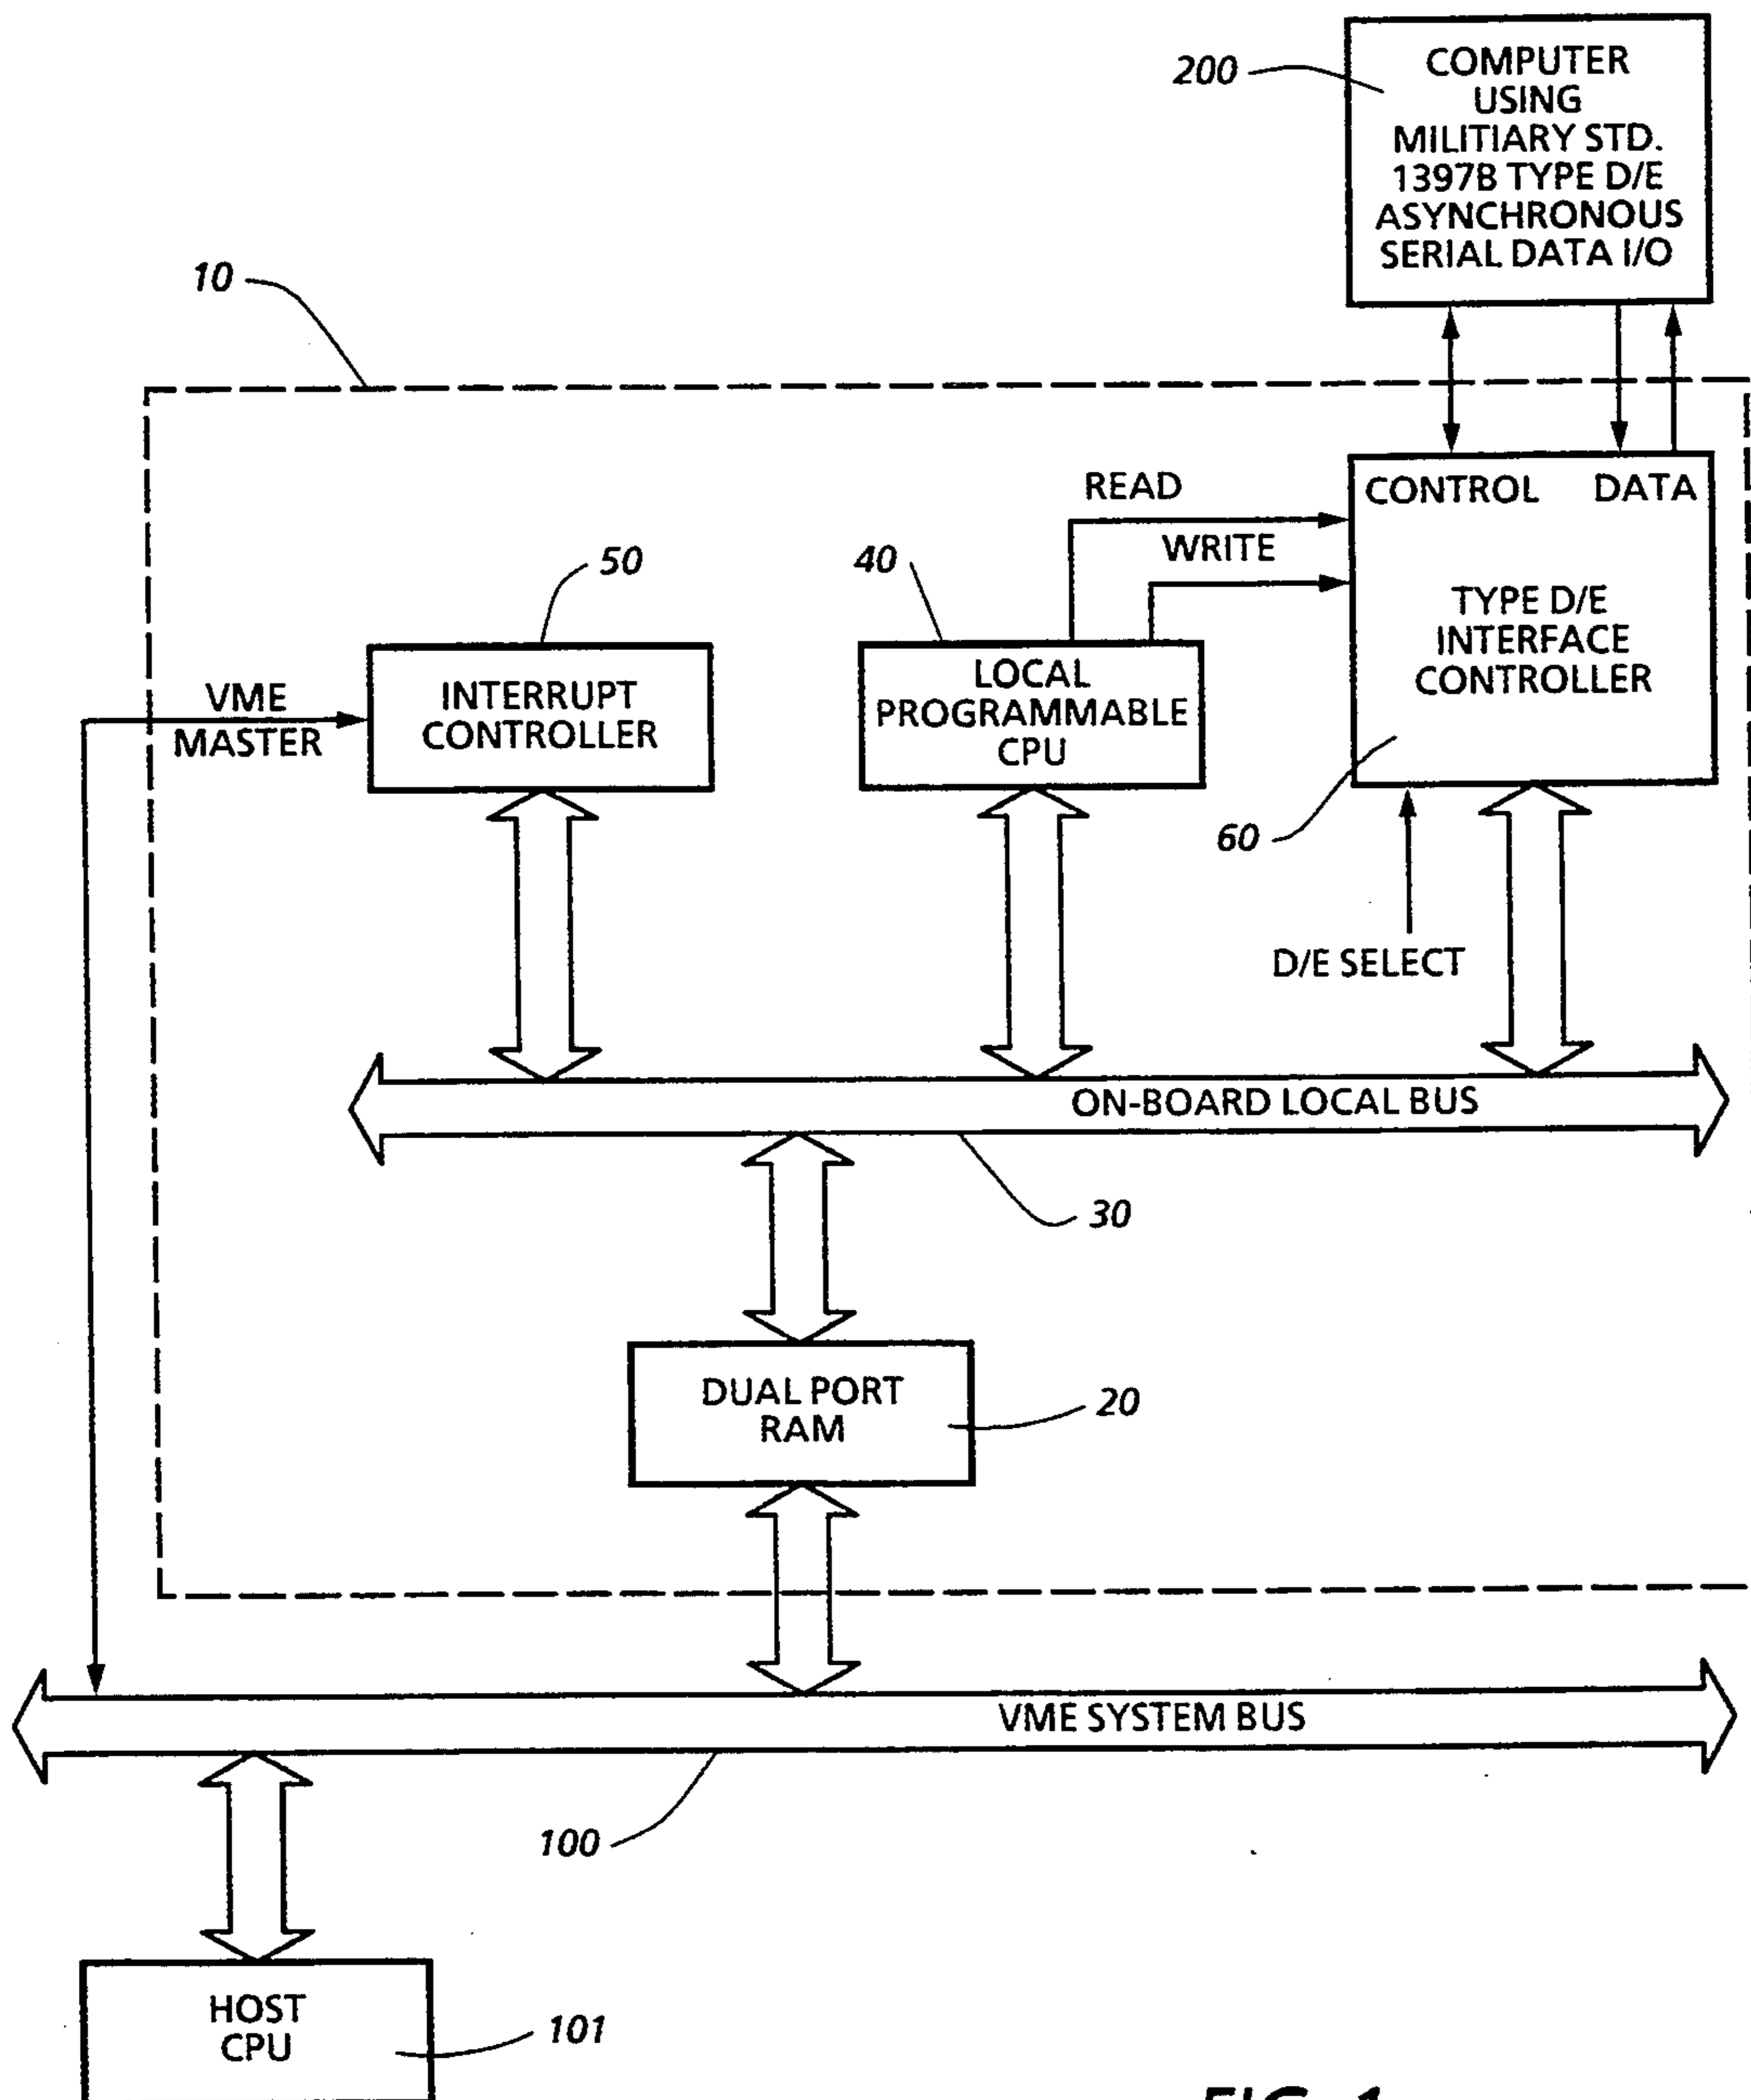 200
COMPUTER
USING
MILITIARY STD.
1397B TYPE D/E
ASYNCHRONOUS
SERIAL DATA I/O
10
READ
WRITE
CONTROL DATA
TYPE D/E
INTERFACE
CONTROLLER
50
40
VME
MASTER
INTERRUPT
CONTROLLER
LOCAL
PROGRAMMABLE
CPU
60
D/E SELECT
ON-BOARD LOCAL BUS
30
DUAL PORT
RAM
20
VME SYSTEM BUS
100
HOST
CPU
101
FIG. 1